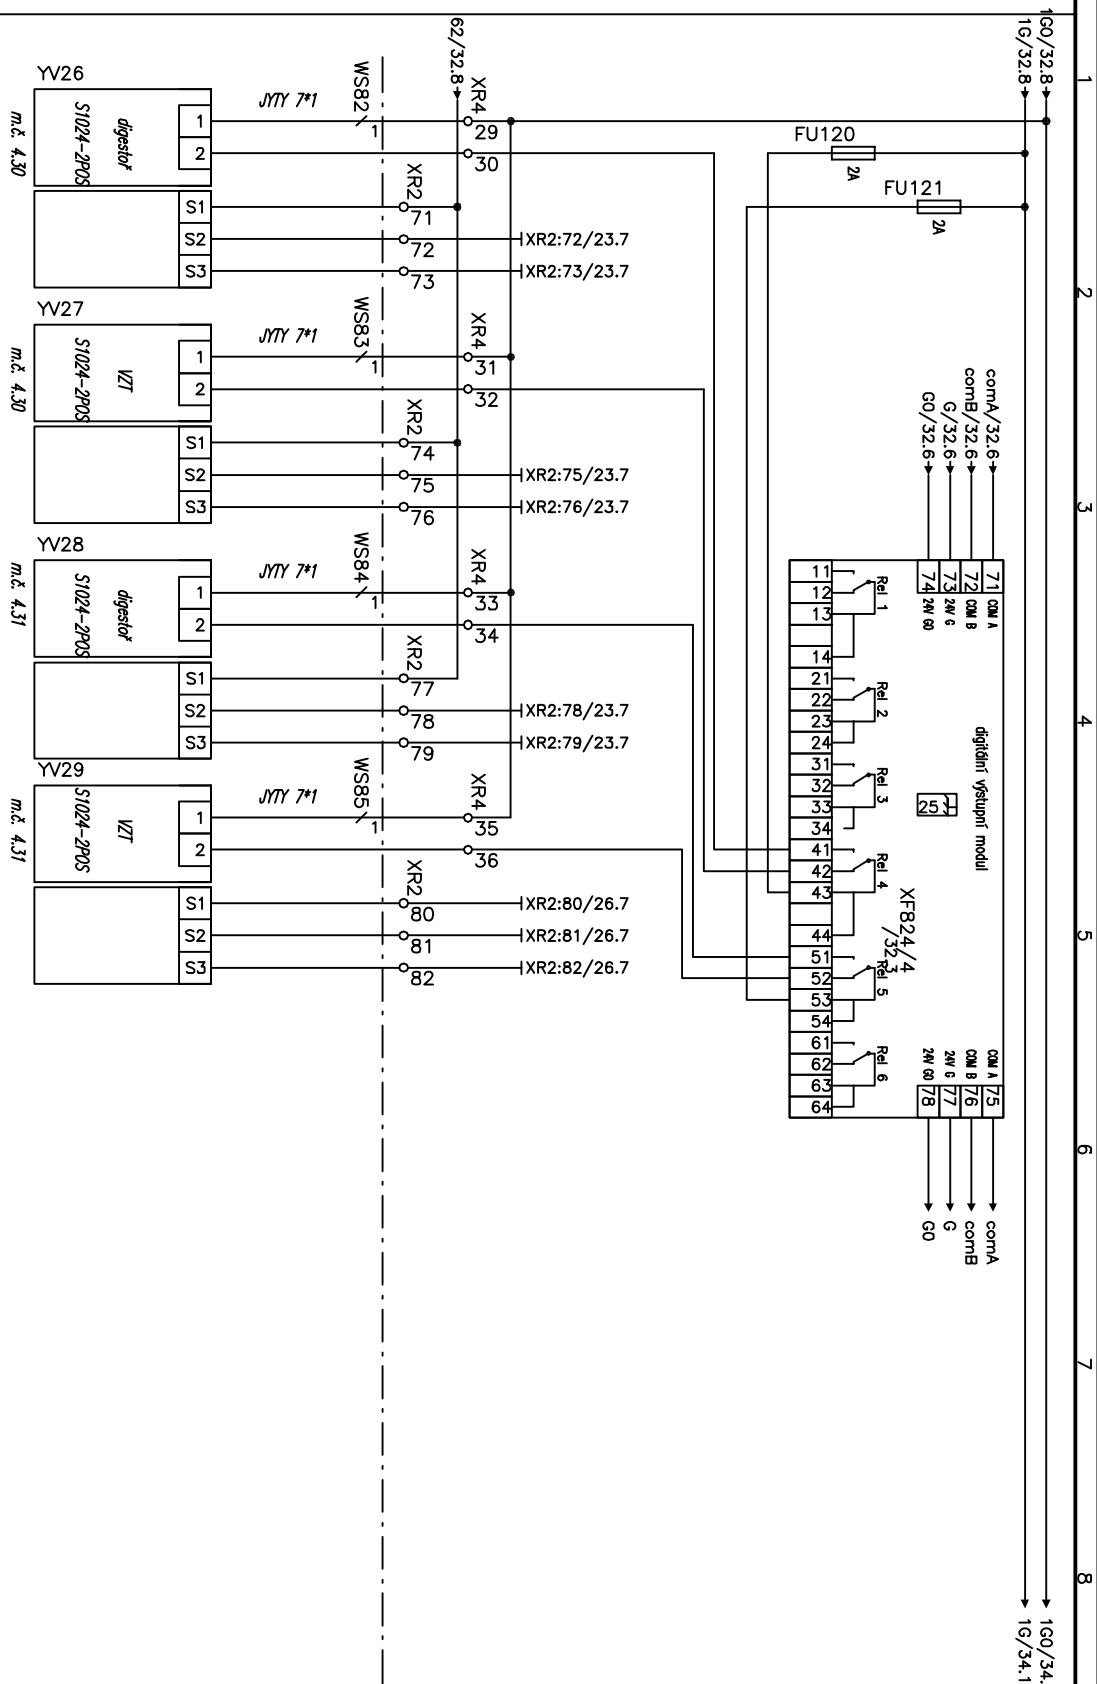 1G0/32.8
1G/32.8
1
2
3
4
5
6
7
8
1G0/34.
1G/34.1
62/32.8
FU120
2A
FU121
2A
comA/32.6
comB/32.6
G/32.6
G0/32.6
71 COM A
72 COM B
73 24V G
74 24V G0
digitální výstupní modul
25
XF824/4
/32.3
COM A 75
COM B 76
24V G 77
24V G0 78
comA
comB
G
G0
11
12
13
14
Rel 1
21
22
23
24
Rel 2
31
32
33
34
Rel 3
41
42
43
44
Rel 4
51
52
53
54
Rel 5
61
62
63
64
Rel 6
YV26
digestoř
S1024-2POS
m.č. 4.30
1
2
S1
S2
S3
JYTY 7*1
WS82
1
XR4
29
30
XR2
71
72
73
XR2:72/23.7
XR2:73/23.7
YV27
VZT
S1024-2POS
m.č. 4.30
1
2
S1
S2
S3
JYTY 7*1
WS83
1
XR4
31
32
XR2
74
75
76
XR2:75/23.7
XR2:76/23.7
YV28
digestoř
S1024-2POS
m.č. 4.31
1
2
S1
S2
S3
JYTY 7*1
WS84
1
XR4
33
34
XR2
77
78
79
XR2:78/23.7
XR2:79/23.7
YV29
VZT
S1024-2POS
m.č. 4.31
1
2
S1
S2
S3
JYTY 7*1
WS85
1
XR4
35
36
XR2
80
81
82
XR2:80/26.7
XR2:81/26.7
XR2:82/26.7